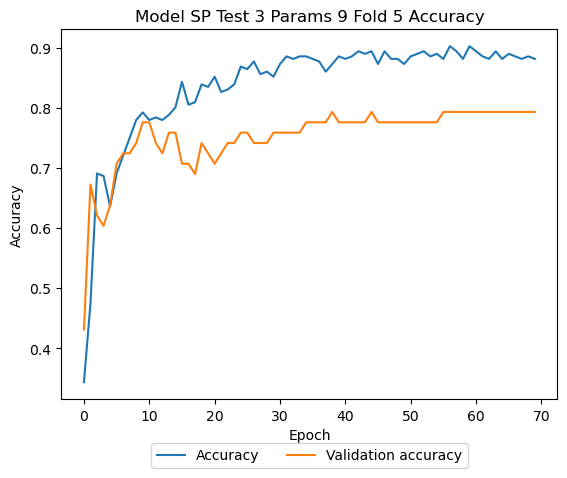 Model SP Test 3 Params 9 Fold 5 Accuracy
0.9
0.8
0.7
0.6
0.5
0.4
Accuracy
0 10 20 30 40 50 60 70
Epoch
Accuracy Validation accuracy